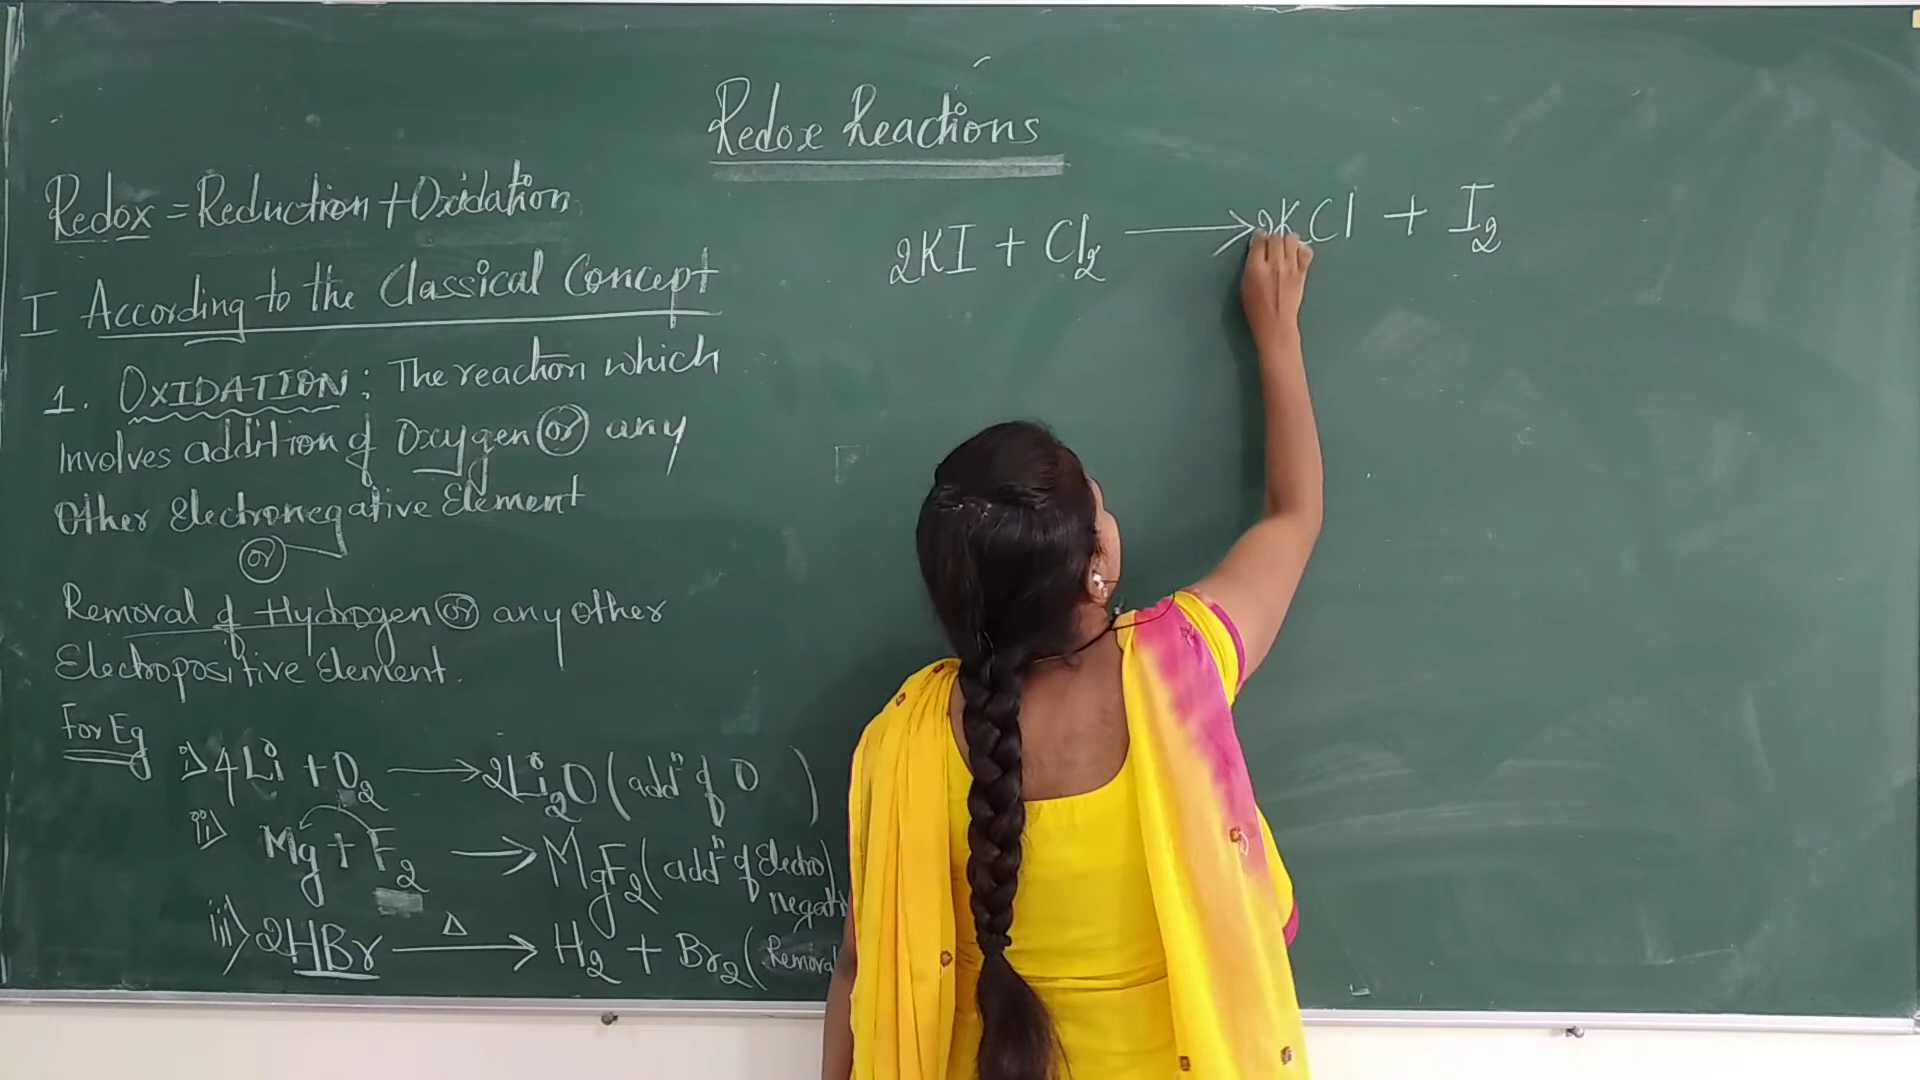 Redox Reactions
Redox = Reduction + Oxidation
I According to the Classical Concept
1. OXIDATION : The reaction which
Involves addition of Oxygen (or) any
Other Electronegative Element
(or)
Removal of Hydrogen (or) any other
Electropositive Element.
For Eg
i) 4Li + O₂ → 2Li₂O (addⁿ of O )
ii) Mg + F₂ → MgF₂ (addⁿ of Electro
negati
iii) 2HBr —Δ→ H₂ + Br₂ (Removal
2KI + Cl₂ → 2KCl + I₂